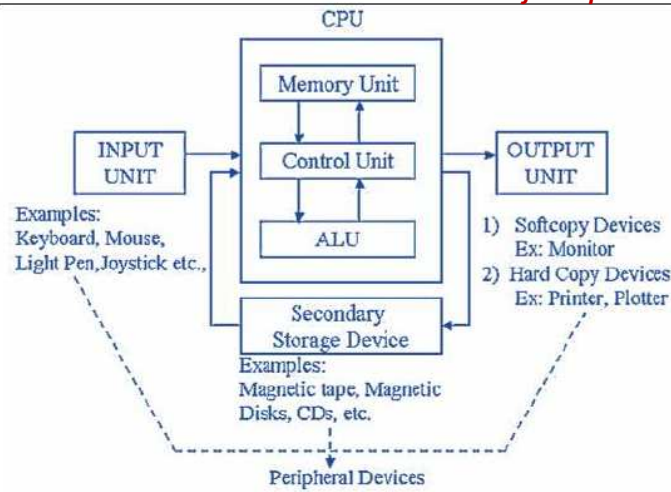 CPU
Memory Unit
INPUT
UNIT
Control Unit
OUTPUT
UNIT
ALU
Examples:
Keyboard, Mouse,
Light Pen,Joystick etc.,
1) Softcopy Devices
Ex: Monitor
2) Hard Copy Devices
Ex: Printer, Plotter
Secondary
Storage Device
Examples:
Magnetic tape, Magnetic
Disks, CDs, etc.
Peripheral Devices